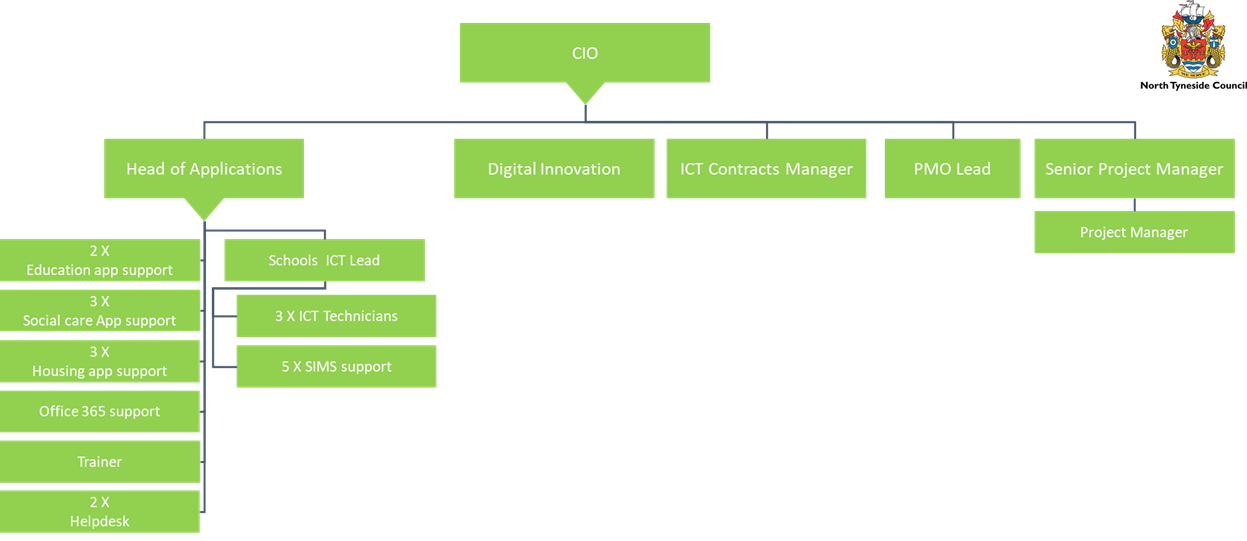 CIO
North Tyneside Council
Head of Applications
Digital Innovation
ICT Contracts Manager
PMO Lead
Senior Project Manager
Project Manager
2 X
Education app support
3 X
Social care App support
3 X
Housing app support
Office 365 support
Trainer
2 X
Helpdesk
Schools ICT Lead
3 X ICT Technicians
5 X SIMS support